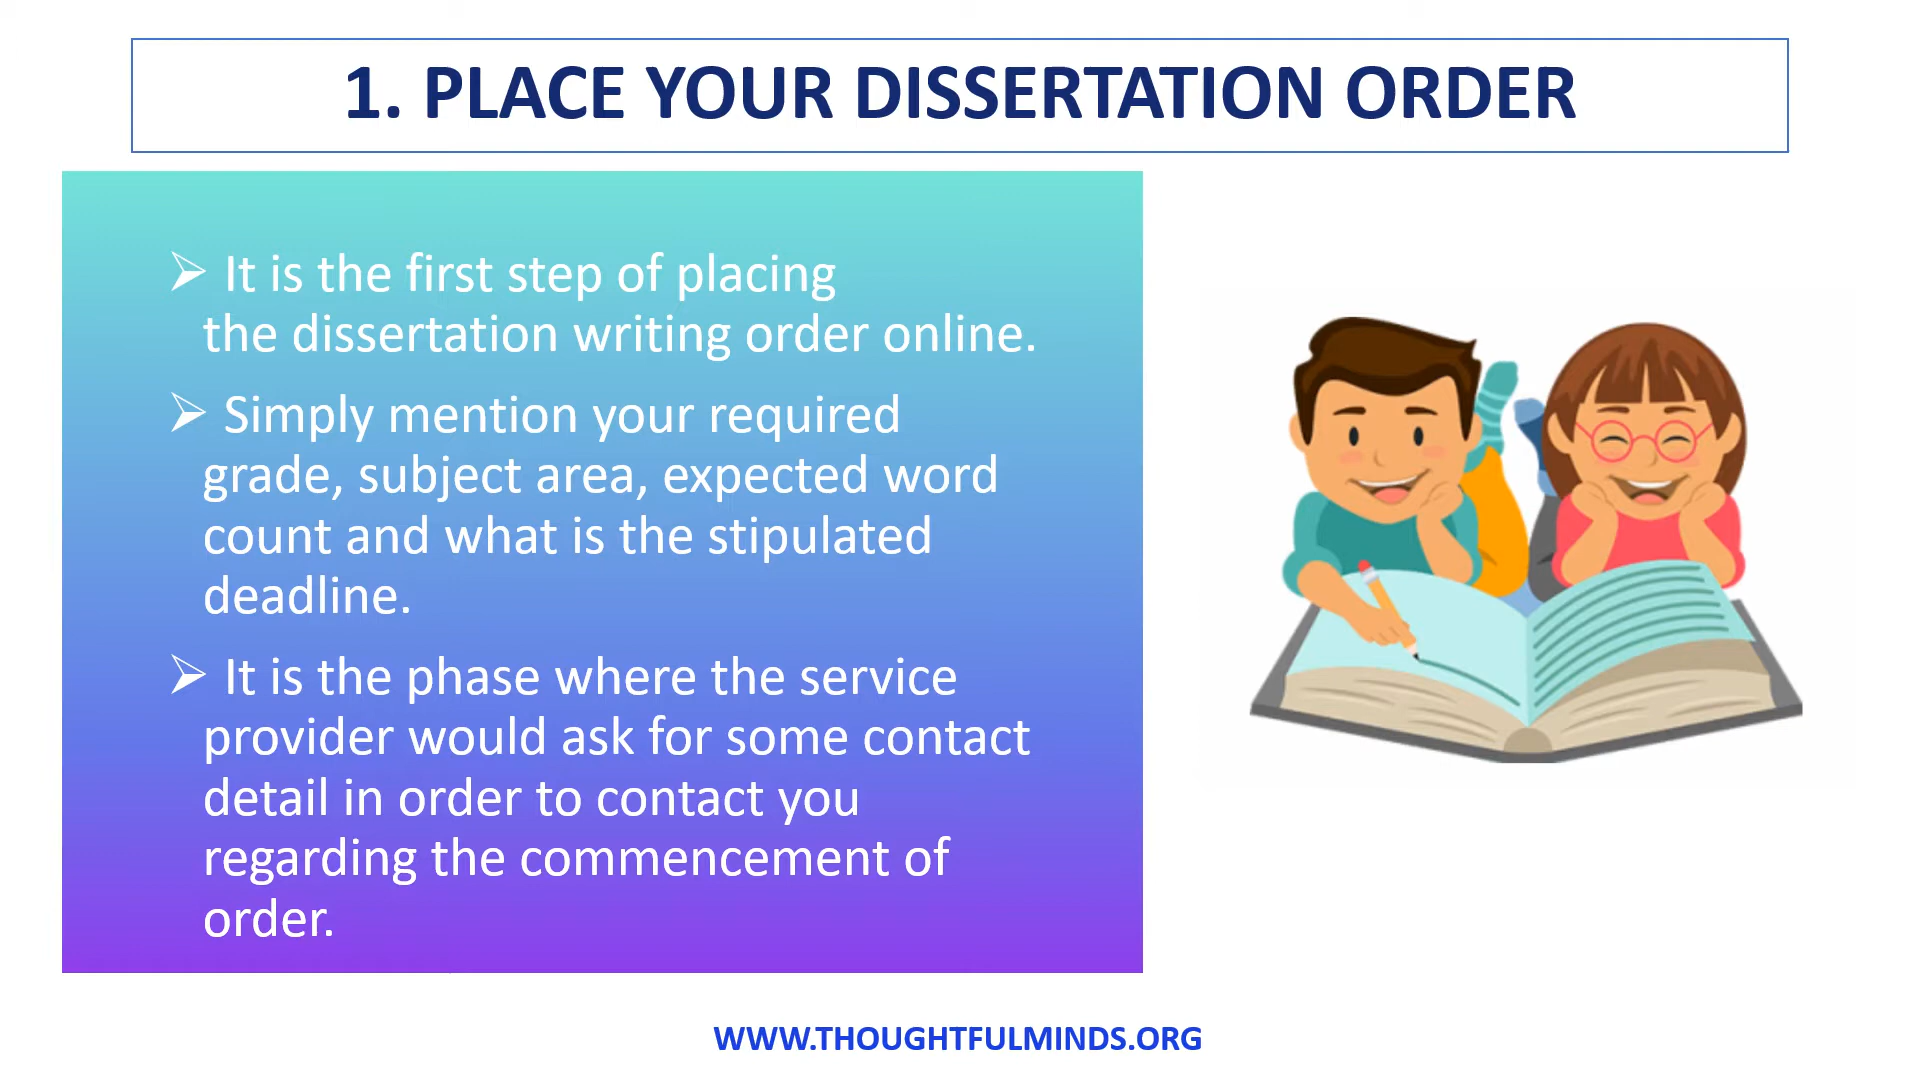 1. PLACE YOUR DISSERTATION ORDER
➢ It is the first step of placing
the dissertation writing order online.
➢ Simply mention your required
grade, subject area, expected word
count and what is the stipulated
deadline.
➢ It is the phase where the service
provider would ask for some contact
detail in order to contact you
regarding the commencement of
order.
WWW.THOUGHTFULMINDS.ORG